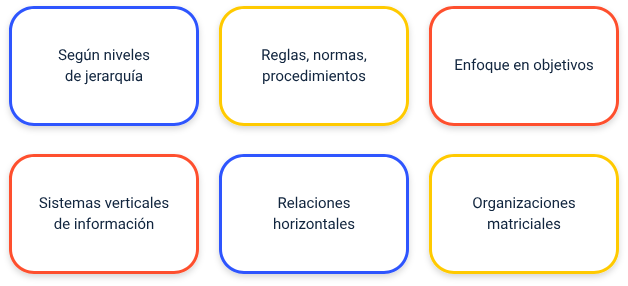 Según niveles
de jerarquía
Reglas, normas,
procedimientos
Enfoque en objetivos
Sistemas verticales
de información
Relaciones
horizontales
Organizaciones
matriciales